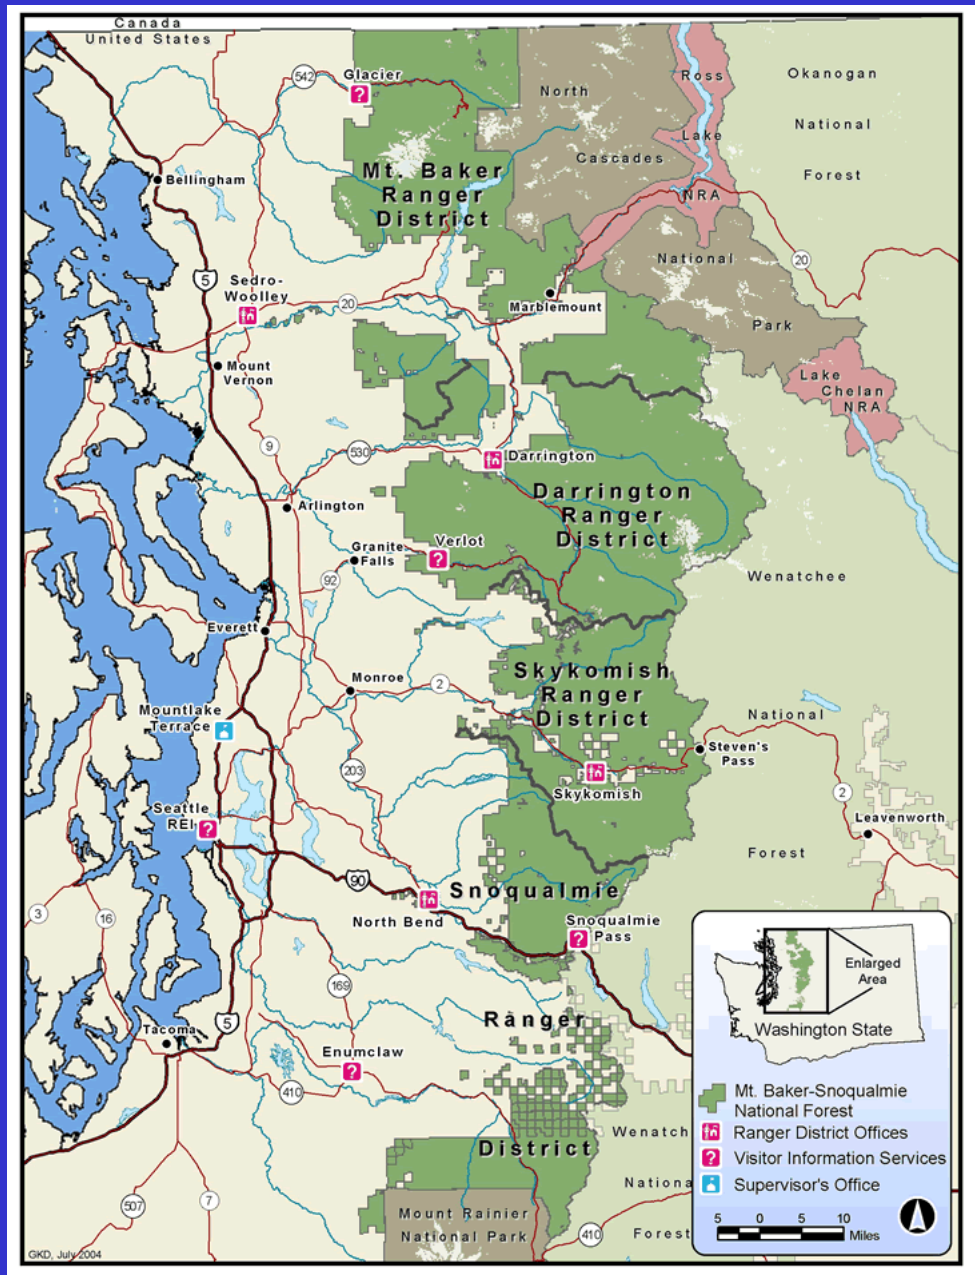 Canada
United States
542
Glacier
North
Cascades
Ross
Lake
NRA
Okanogan
National
Forest
Mt. Baker
Ranger
District
Bellingham
5
Sedro-
Woolley
20
Marblemount
National
Park
20
Mount
Vernon
Lake
Chelan
NRA
9
530
Darrington
Arlington
Darrington
Ranger
District
Granite
Falls
Verlot
92
Wenatchee
Everett
Monroe
2
Skykomish
Ranger
District
Mountlake
Terrace
National
Steven's
Pass
203
Skykomish
2
Leavenworth
Seattle
REI
Forest
90
Snoqualmie
North Bend
Snoqualmie
Pass
3
16
169
Ranger
5
Tacoma
Enumclaw
410
District
Wenatch
Nationa
Forest
Mount Rainier
National Park
410
507
7
Enlarged
Area
Washington State
Mt. Baker-Snoqualmie
National Forest
Ranger District Offices
Visitor Information Services
Supervisor's Office
5 0 5 10
Miles
GKD, July 2004